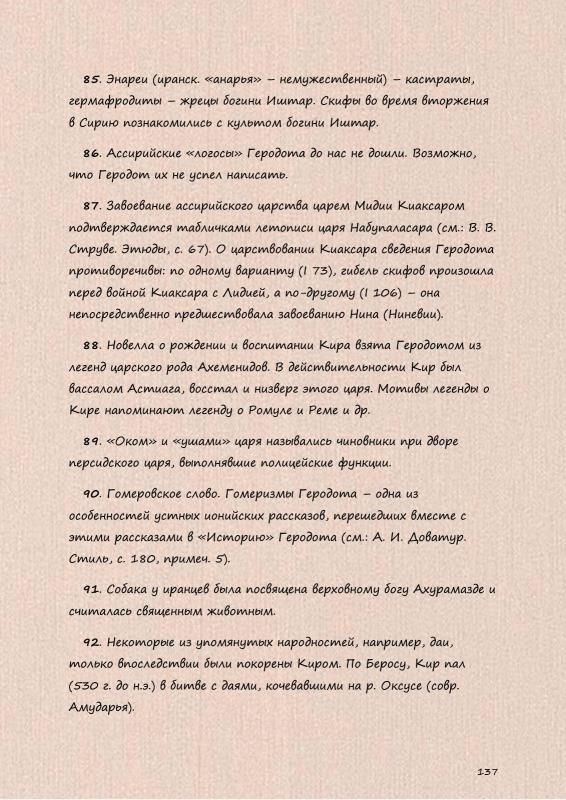 85. Энареи (иранск. «анарья» – немужественный) – кастраты,
гермафродиты – жрецы богини Иштар. Скифы во время вторжения
в Сирию познакомились с культом богини Иштар.
86. Ассирийские «логосы» Геродота до нас не дошли. Возможно,
что Геродот их не успел написать.
87. Завоевание ассирийского царства царем Мидии Киаксаром
подтверждается табличками летописи царя Набупаласара (см.: В. В.
Струве. Этюды, с. 67). О царствовании Киаксара сведения Геродота
противоречивы: по одному варианту (I 73), гибель скифов произошла
перед войной Киаксара с Лидией, а по-другому (I 106) – она
непосредственно предшествовала завоеванию Нина (Ниневии).
88. Новелла о рождении и воспитании Кира взята Геродотом из
легенд царского рода Ахеменидов. В действительности Кир был
вассалом Астиага, восстал и низверг этого царя. Мотивы легенды о
Кире напоминают легенду о Ромуле и Реме и др.
89. «Оком» и «ушами» царя назывались чиновники при дворе
персидского царя, выполнявшие полицейские функции.
90. Гомеровское слово. Гомеризмы Геродота – одна из
особенностей устных ионийских рассказов, перешедших вместе с
этими рассказами в «Историю» Геродота (см.: А. И. Доватур.
Стиль, с. 180, примеч. 5).
91. Собака у иранцев была посвящена верховному богу Ахурамазде и
считалась священным животным.
92. Некоторые из упомянутых народностей, например, даи,
только впоследствии были покорены Киром. По Беросу, Кир пал
(530 г. до н.э.) в битве с даями, кочевавшими на р. Оксусе (совр.
Амударья).
137